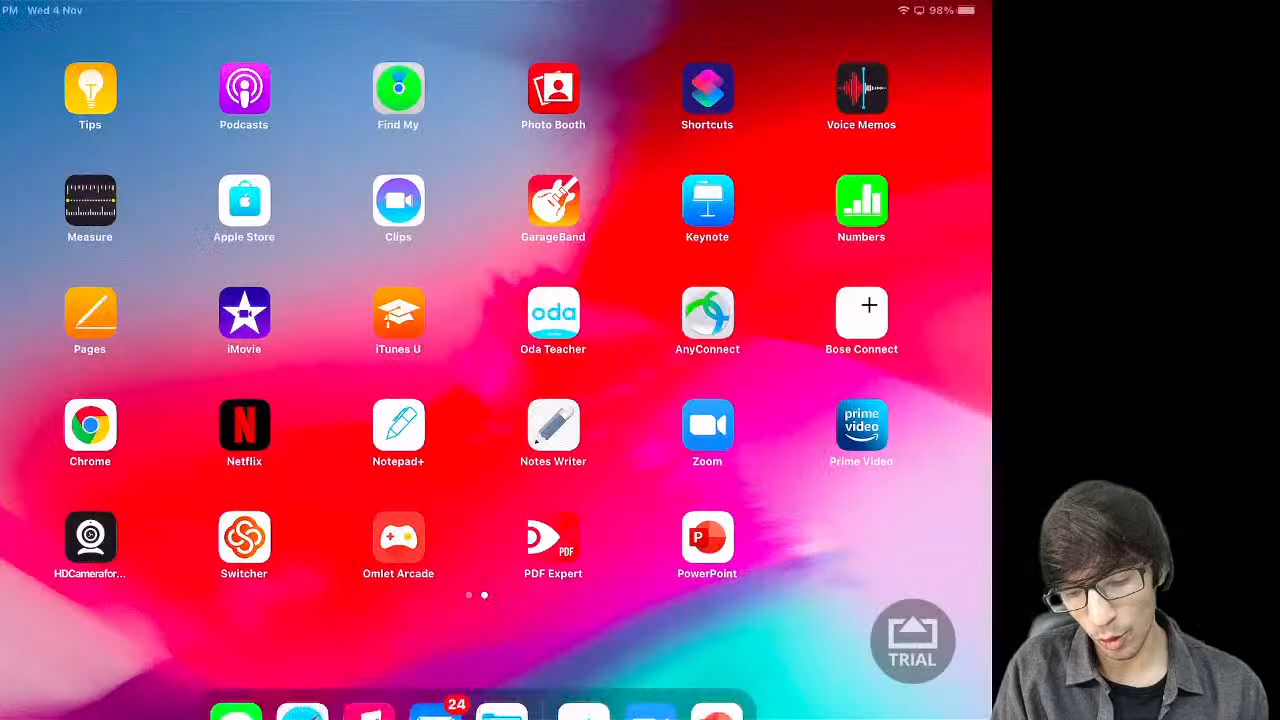 PM Wed 4 Nov 98%
Tips Podcasts Find My Photo Booth Shortcuts Voice Memos
Measure Apple Store Clips GarageBand Keynote Numbers
oda
Pages iMovie iTunes U Oda Teacher AnyConnect Bose Connect
N prime
video
Chrome Netflix Notepad+ Notes Writer Zoom Prime Video
PDF P
HDCamerafor... Switcher Omlet Arcade PDF Expert PowerPoint
TRIAL
24